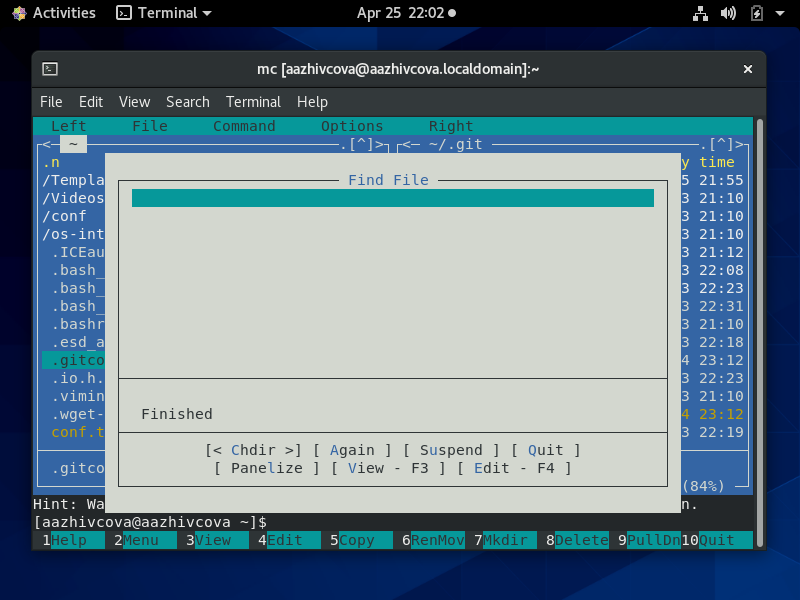 Activities Terminal Apr 25 22:02
mc [aazhivcova@aazhivcova.localdomain]:~
File Edit View Search Terminal Help
Left File Command Options Right
<─ ~ ─.[^]>┐ ┌<─ ~/.git ─.[^]>
.n y time
/Templa 5 21:55
/Videos 3 21:10
/conf 3 21:10
/os-int 3 21:10
.ICEau 3 21:12
.bash_ 3 22:08
.bash_ 3 22:23
.bash_ 3 22:31
.bashr 3 21:10
.esd_a 3 22:18
.gitco 4 23:12
.io.h. 3 22:23
.vimin 3 21:10
.wget- 4 23:12
conf.t 3 22:19
Find File
Finished
[< Chdir >] [ Again ] [ Suspend ] [ Quit ]
[ Panelize ] [ View - F3 ] [ Edit - F4 ]
.gitco
(84%)
Hint: Wa n.
[aazhivcova@aazhivcova ~]$
1Help 2Menu 3View 4Edit 5Copy 6RenMov 7Mkdir 8Delete 9PullDn 10Quit